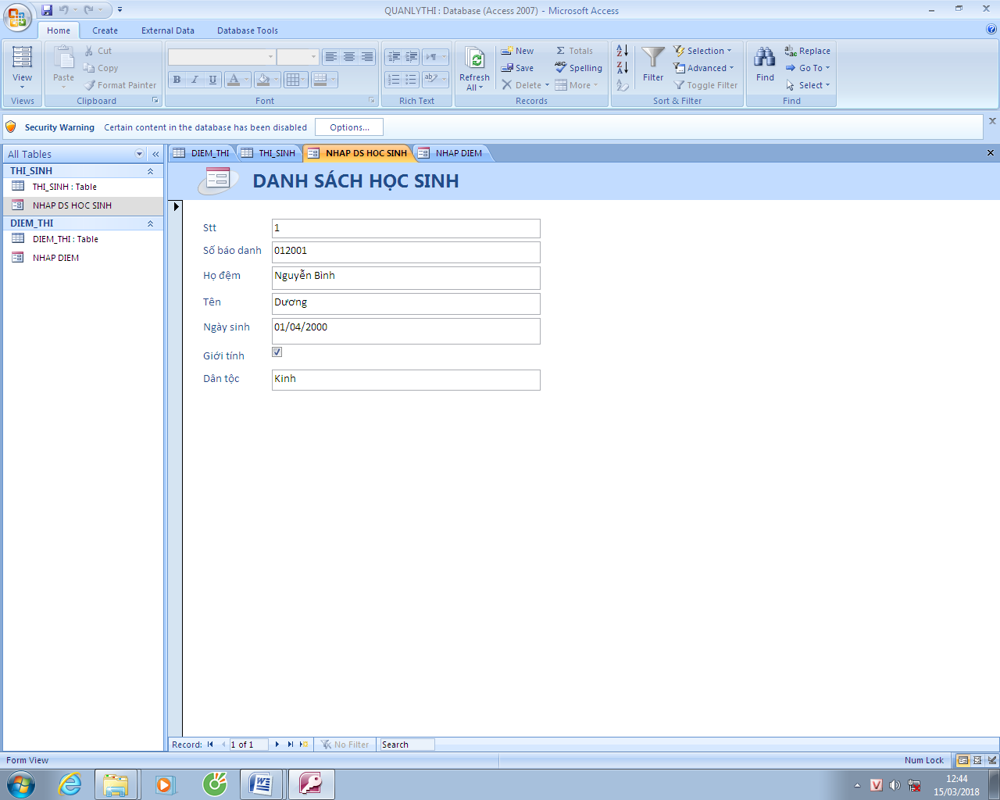 QUANLYTHI : Database (Access 2007) - Microsoft Access
Home Create External Data Database Tools
View
Views
Paste
Cut
Copy
Format Painter
Clipboard
B I U A
Font
Rich Text
Refresh All
New
Save
Delete
Totals
Spelling
More
Records
Filter
Selection
Advanced
Toggle Filter
Sort & Filter
Find
Replace
Go To
Select
Find
Security Warning Certain content in the database has been disabled Options...
All Tables
THI_SINH
THI_SINH : Table
NHAP DS HOC SINH
DIEM_THI
DIEM_THI : Table
NHAP DIEM
DIEM_THI THI_SINH NHAP DS HOC SINH NHAP DIEM
DANH SÁCH HỌC SINH
Stt 1
Số báo danh 012001
Họ đệm Nguyễn Bình
Tên Dương
Ngày sinh 01/04/2000
Giới tính
Dân tộc Kinh
Record: 1 of 1 No Filter Search
Form View Num Lock
12:44
15/03/2018